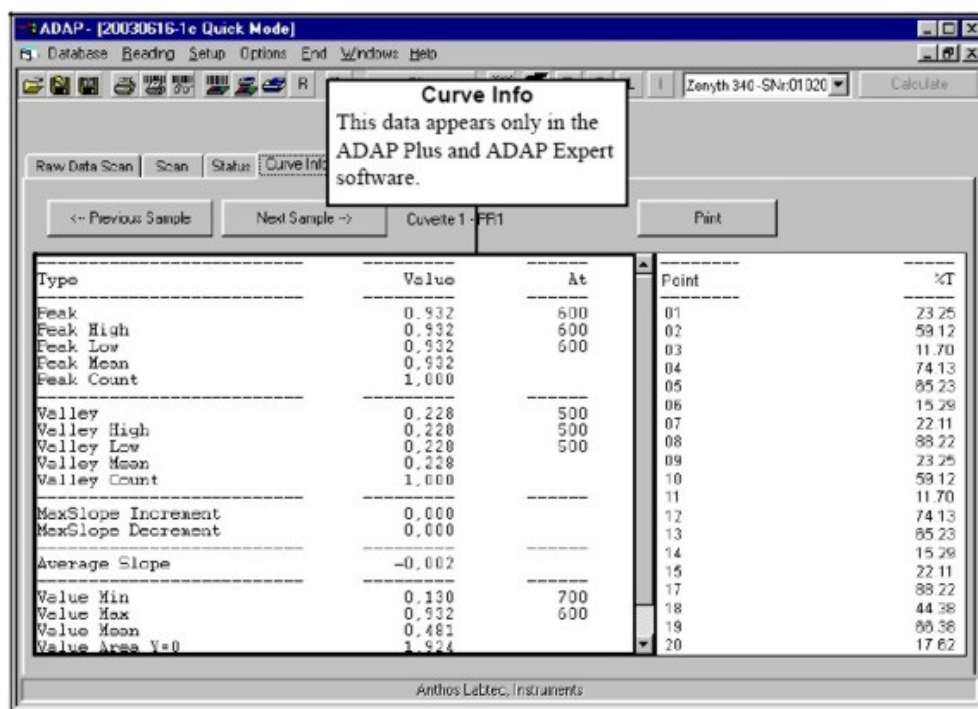 ADAP - [20030616-1c Quick Mode]
Database Reading Setup Options End Windows Help
R
L I Zenyth 340 -SNr:01020 Calculate
Curve Info
This data appears only in the
ADAP Plus and ADAP Expert
software.
Raw Data Scan Scan Status Curve Info
<-- Previous Sample Next Sample --> Cuvette 1 - PR1 Print
Type Value At
Peak 0,932 600
Peak High 0,932 600
Peak Low 0,932 600
Peak Mean 0,932
Peak Count 1,000
Valley 0,228 500
Valley High 0,228 500
Valley Low 0,228 500
Valley Mean 0,228
Valley Count 1,000
MaxSlope Increment 0,000
MaxSlope Decrement 0,000
Average Slope -0,002
Value Min 0,130 700
Value Max 0,932 600
Value Mean 0,481
Value Area Y=0 1,924
Point %T
01 23.25
02 59.12
03 11.70
04 74.13
05 65.23
06 15.29
07 22.11
08 88.22
09 23.25
10 59.12
11 11.70
12 74.13
13 65.23
14 15.29
15 22.11
17 88.22
18 44.38
19 66.38
20 17.62
Anthos Labtec, Instruments